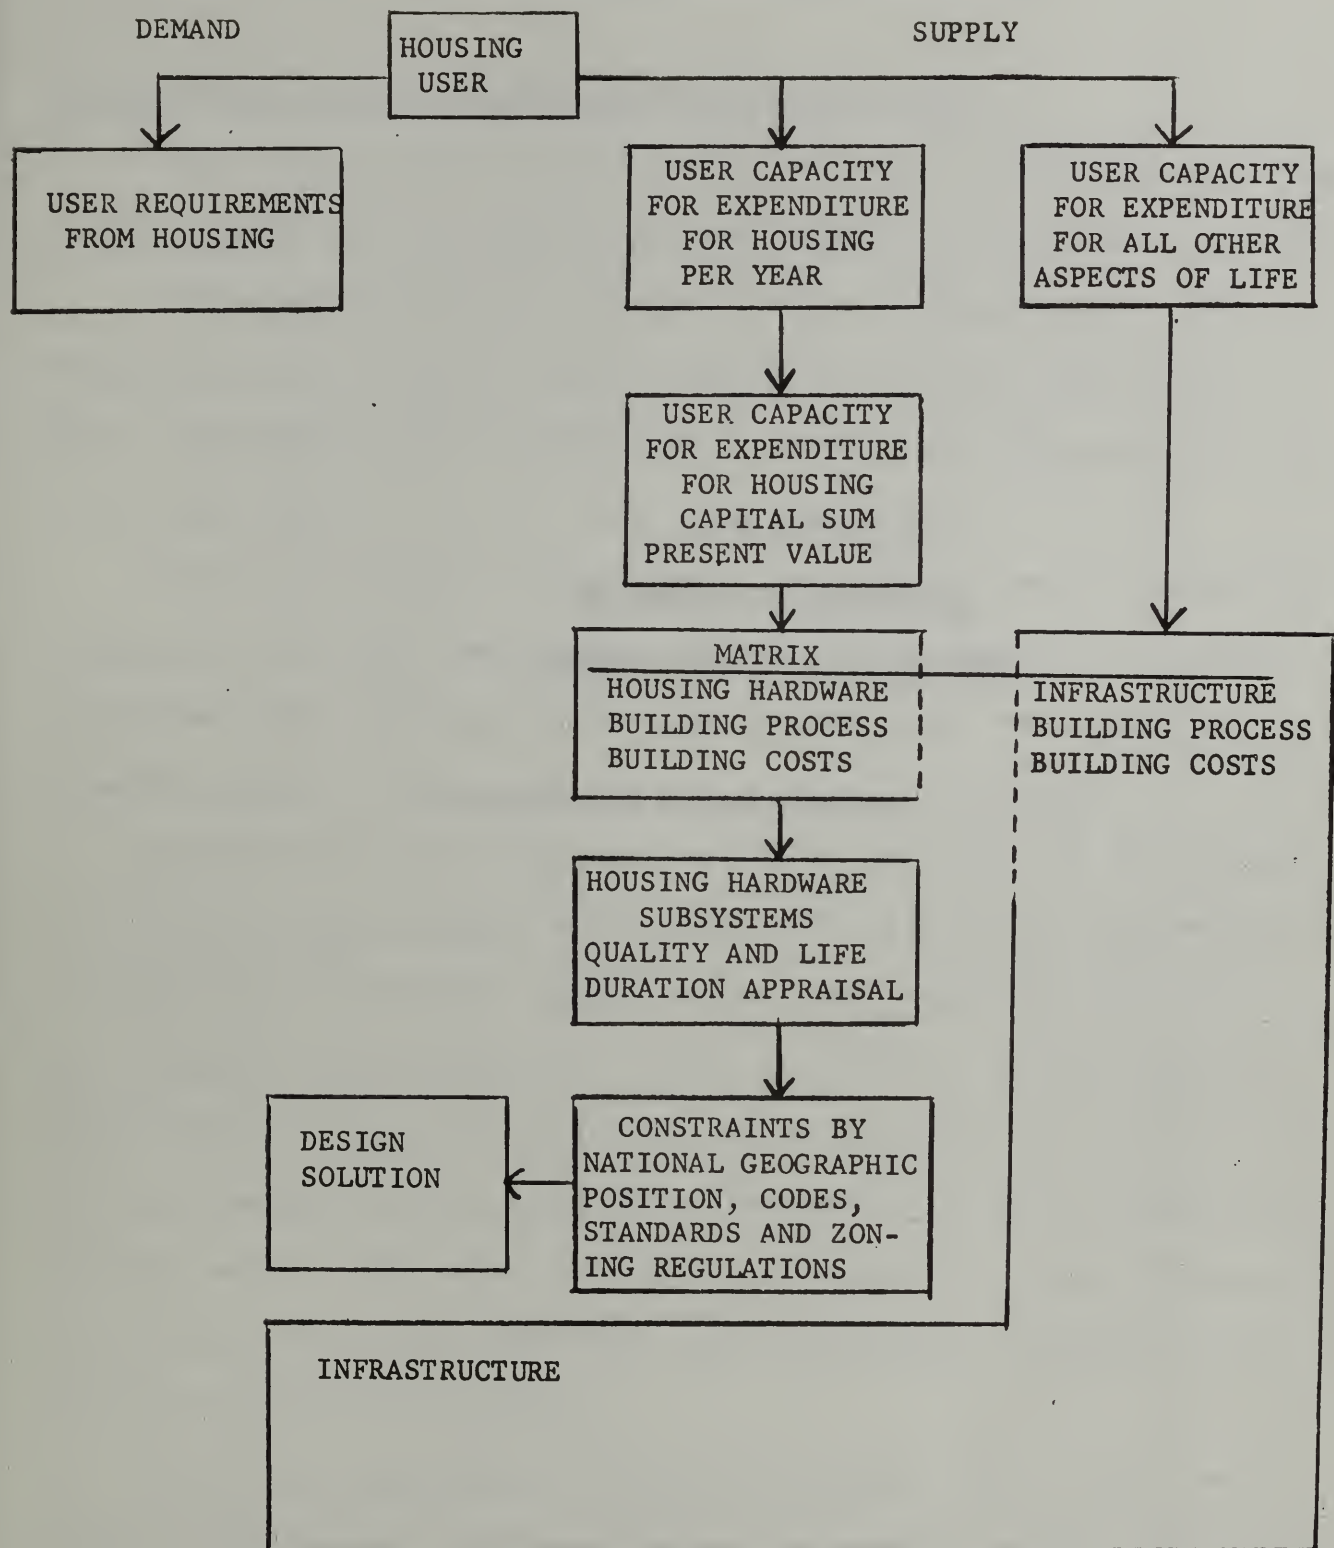 DEMAND
HOUSING
USER
SUPPLY
USER REQUIREMENTS
FROM HOUSING
USER CAPACITY
FOR EXPENDITURE
FOR HOUSING
PER YEAR
USER CAPACITY
FOR EXPENDITURE
FOR ALL OTHER
ASPECTS OF LIFE
USER CAPACITY
FOR EXPENDITURE
FOR HOUSING
CAPITAL SUM
PRESENT VALUE
MATRIX
HOUSING HARDWARE
BUILDING PROCESS
BUILDING COSTS
INFRASTRUCTURE
BUILDING PROCESS
BUILDING COSTS
HOUSING HARDWARE
SUBSYSTEMS
QUALITY AND LIFE
DURATION APPRAISAL
DESIGN
SOLUTION
CONSTRAINTS BY
NATIONAL GEOGRAPHIC
POSITION, CODES,
STANDARDS AND ZON-
ING REGULATIONS
INFRASTRUCTURE